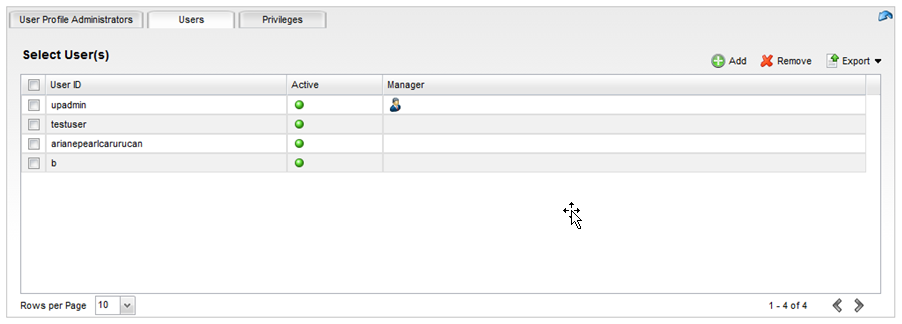 User Profile Administrators Users Privileges
Select User(s)
Add Remove Export
User ID Active Manager
upadmin
testuser
arianepearlcarurucan
b
Rows per Page 10 1 - 4 of 4